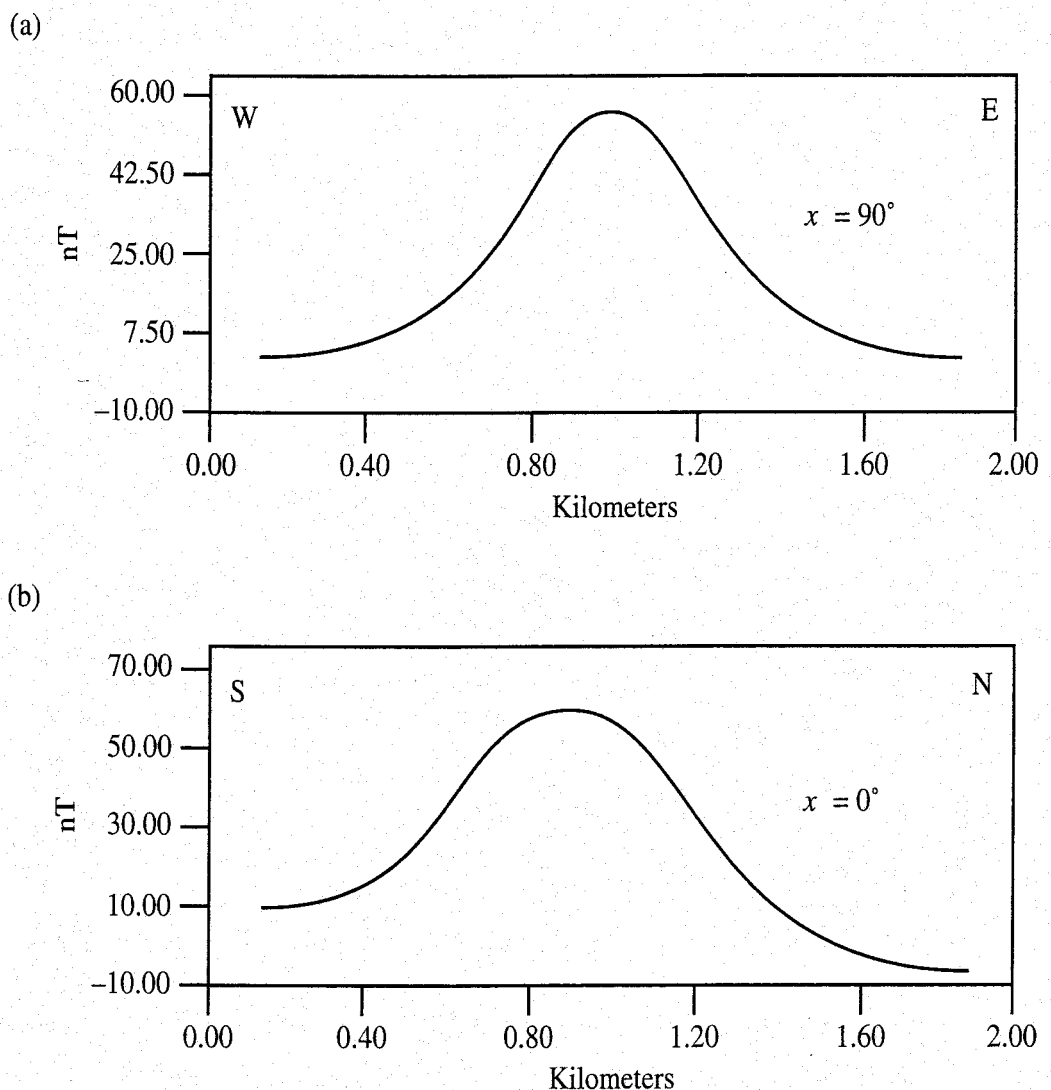 (a)
60.00
W
E
42.50
x = 90°
nT
25.00
7.50
–10.00
0.00 0.40 0.80 1.20 1.60 2.00
Kilometers
(b)
70.00
S
N
50.00
x = 0°
nT
30.00
10.00
–10.00
0.00 0.40 0.80 1.20 1.60 2.00
Kilometers